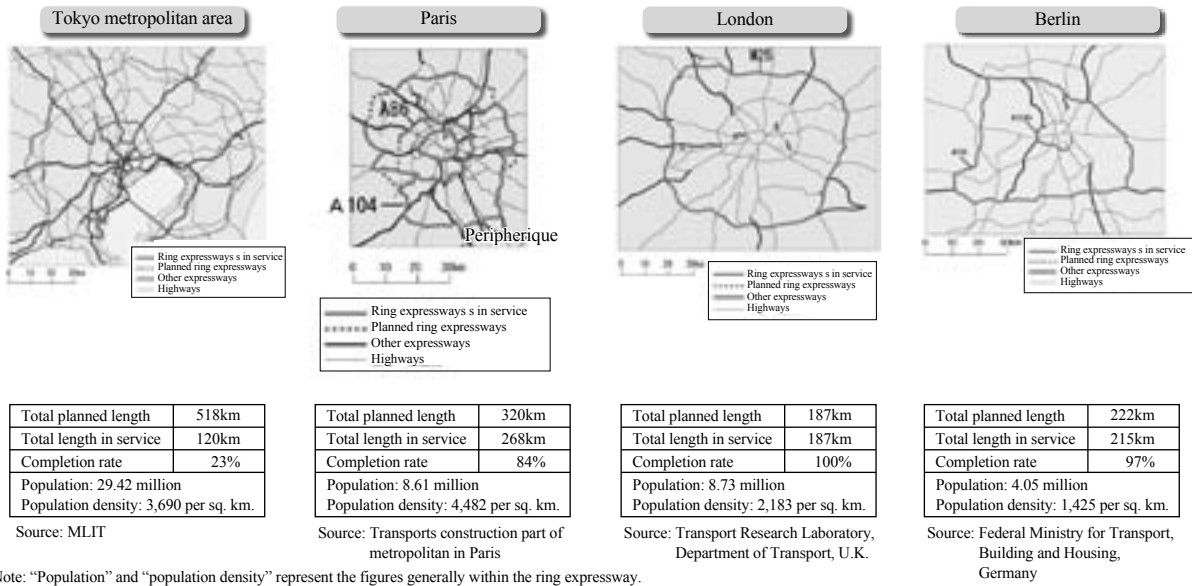 Tokyo metropolitan area
Ring expressways s in service
Planned ring expressways
Other expressways
Highways
Total planned length 518km
Total length in service 120km
Completion rate 23%
Population: 29.42 million
Population density: 3,690 per sq. km.
Source: MLIT
Paris
A86
A 104
Peripherique
Ring expressways s in service
Planned ring expressways
Other expressways
Highways
Total planned length 320km
Total length in service 268km
Completion rate 84%
Population: 8.61 million
Population density: 4,482 per sq. km.
Source: Transports construction part of
metropolitan in Paris
London
M25
Ring expressways s in service
Planned ring expressways
Other expressways
Highways
Total planned length 187km
Total length in service 187km
Completion rate 100%
Population: 8.73 million
Population density: 2,183 per sq. km.
Source: Transport Research Laboratory,
Department of Transport, U.K.
Berlin
Ring expressways s in service
Planned ring expressways
Other expressways
Highways
Total planned length 222km
Total length in service 215km
Completion rate 97%
Population: 4.05 million
Population density: 1,425 per sq. km.
Source: Federal Ministry for Transport,
Building and Housing,
Germany
Note: “Population” and “population density” represent the figures generally within the ring expressway.